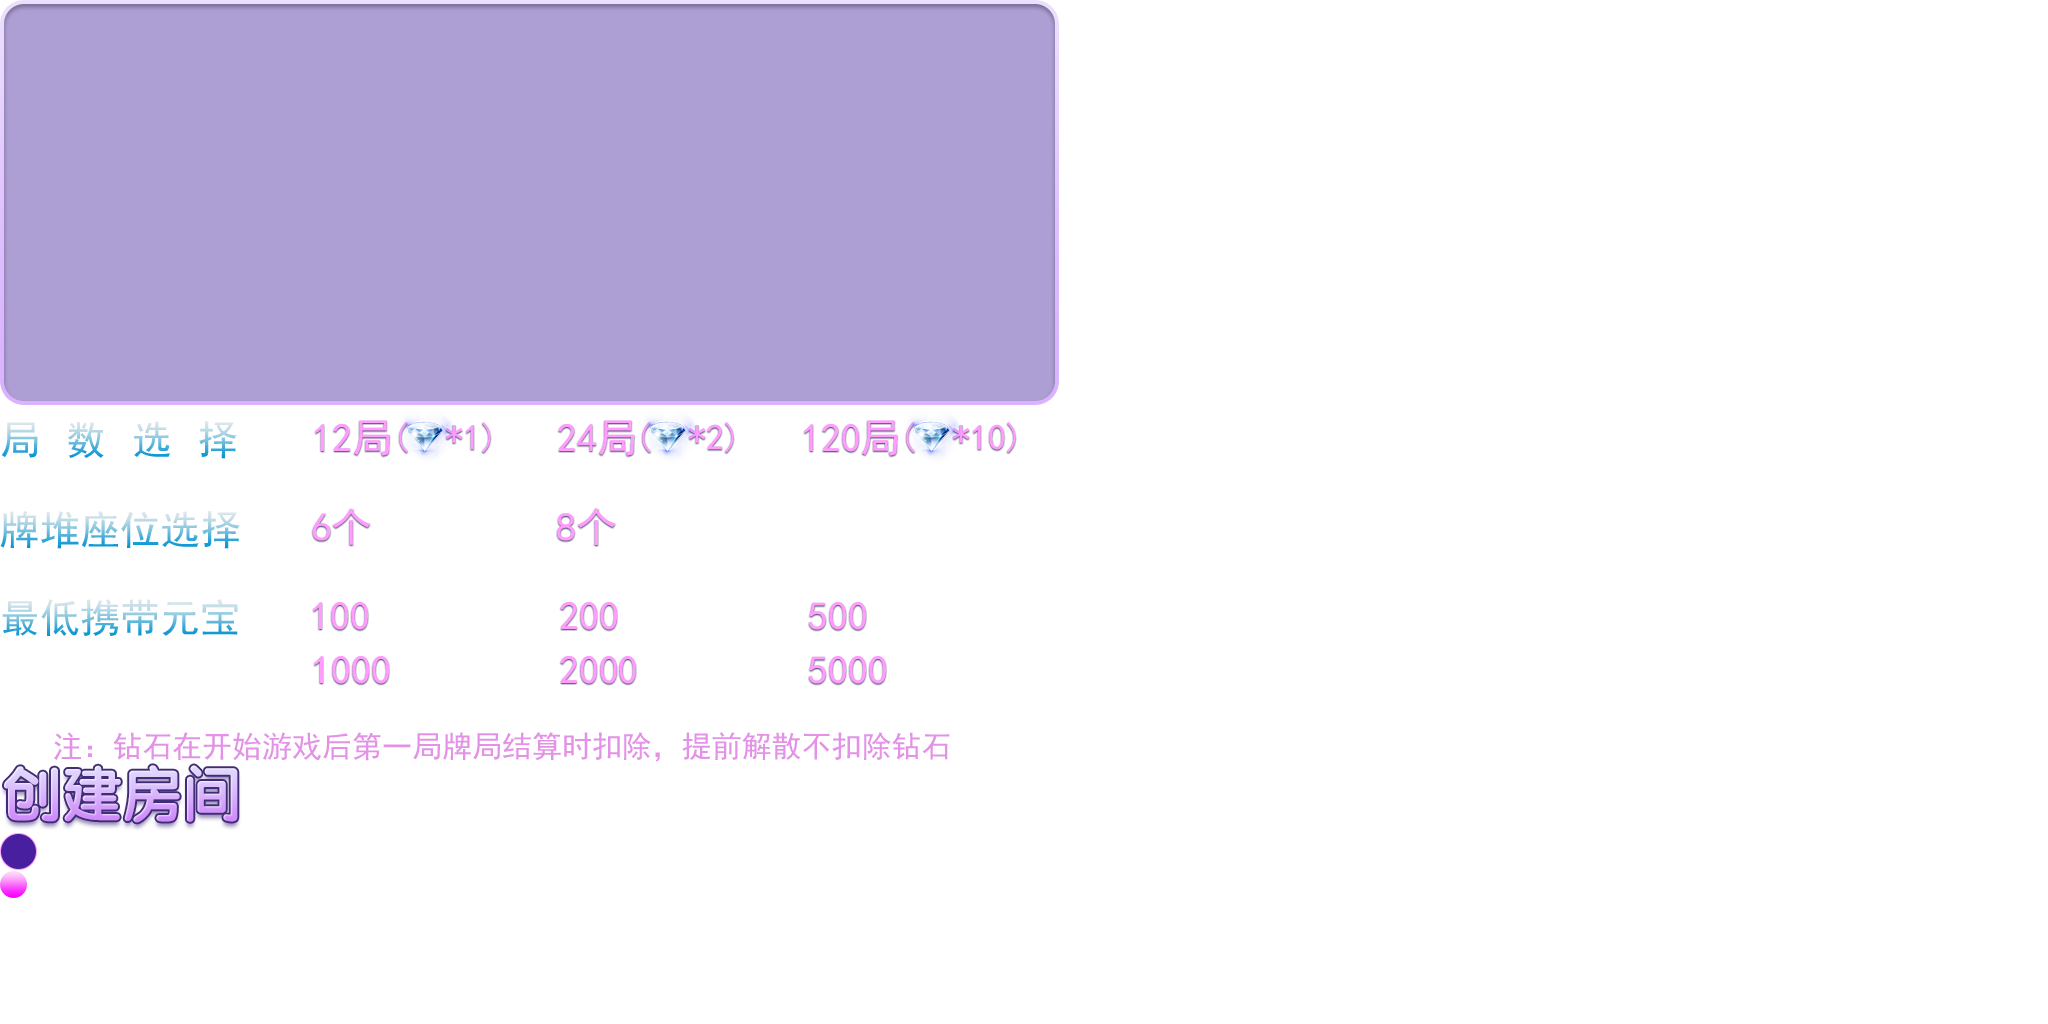 局数选择 12局(*1) 24局(*2) 120局(*10)
牌堆座位选择 6个 8个
最低携带元宝 100 200 500
1000 2000 5000
注：钻石在开始游戏后第一局牌局结算时扣除，提前解散不扣除钻石
创建房间